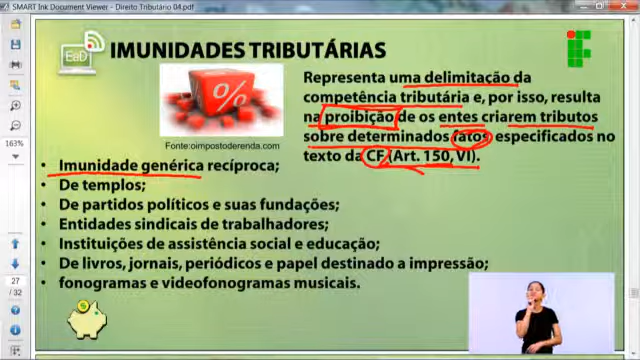 SMART Ink Document Viewer - Direito Tributário 04.pdf
EaD
IMUNIDADES TRIBUTÁRIAS
%
Representa uma delimitação da
competência tributária e, por isso, resulta
na proibição de os entes criarem tributos
sobre determinados fatos especificados no
texto da CF (Art. 150, VI).
Fonte:oimpostoderenda.com
• Imunidade genérica recíproca;
• De templos;
• De partidos políticos e suas fundações;
• Entidades sindicais de trabalhadores;
• Instituições de assistência social e educação;
• De livros, jornais, periódicos e papel destinado a impressão;
• fonogramas e videofonogramas musicais.
163%
27
/ 32